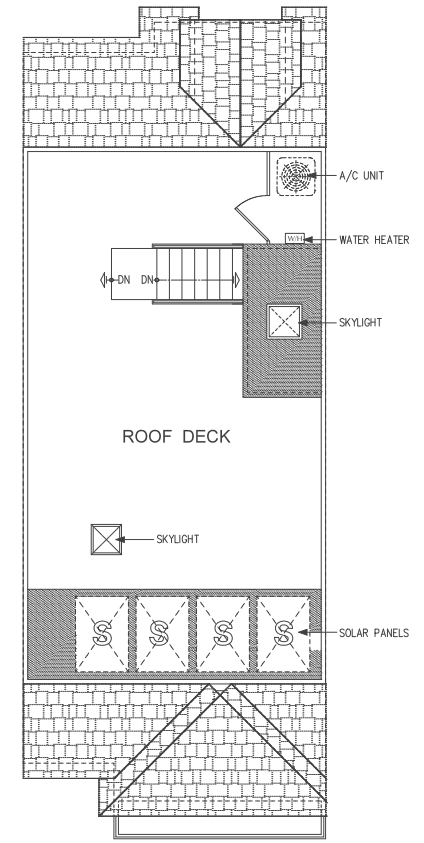 A/C UNIT
W/H
WATER HEATER
DN DN
SKYLIGHT
ROOF DECK
SKYLIGHT
S S S S
SOLAR PANELS